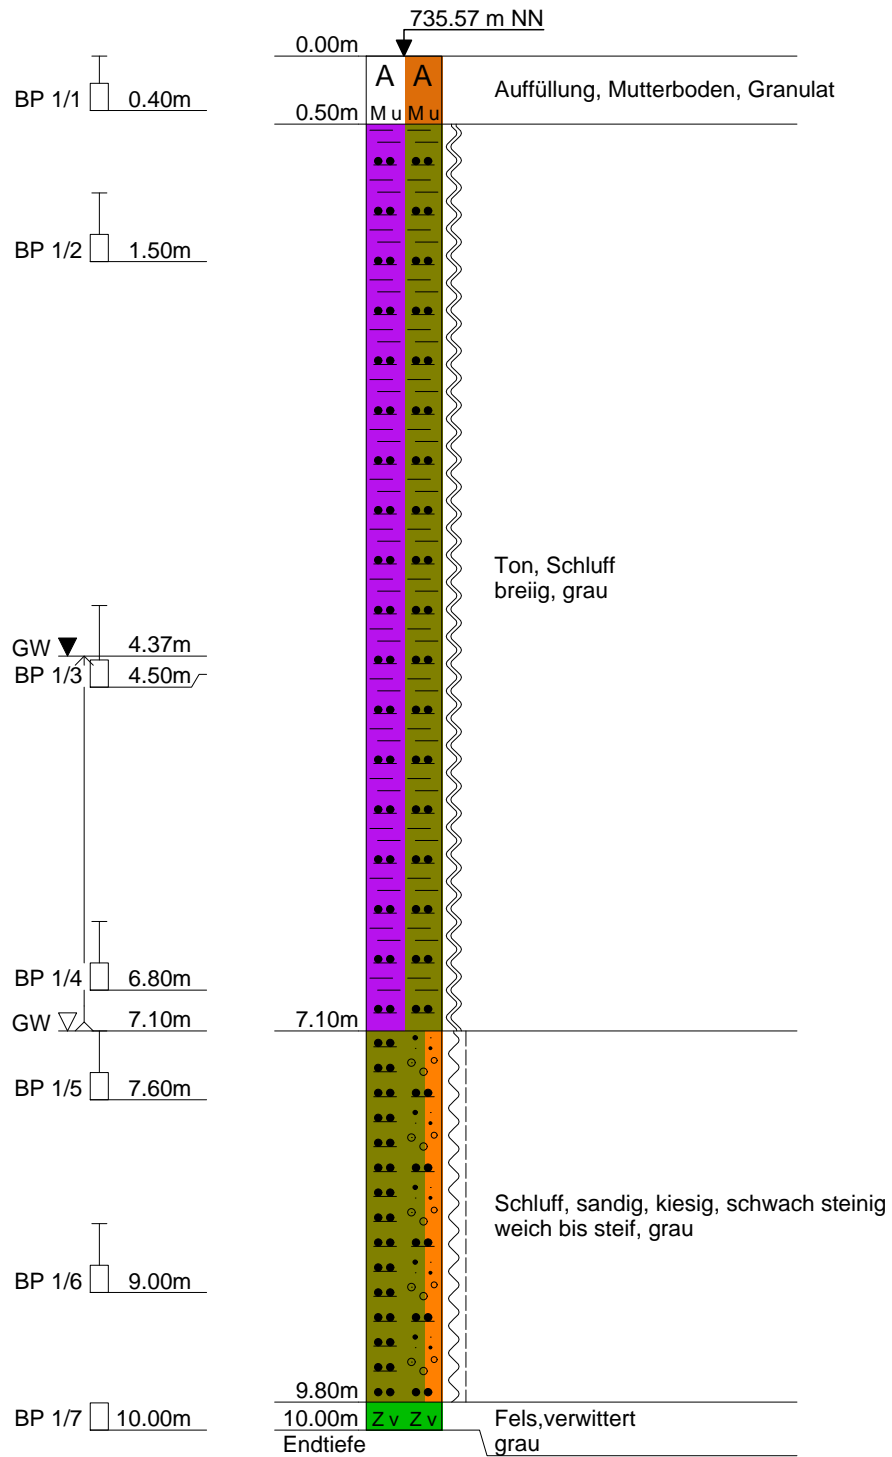 735.57 m NN
0.00m
A A
BP 1/1 0.40m
Auffüllung, Mutterboden, Granulat
0.50m
M u M u
BP 1/2 1.50m
Ton, Schluff
breiig, grau
GW 4.37m
BP 1/3 4.50m
BP 1/4 6.80m
GW 7.10m
7.10m
BP 1/5 7.60m
Schluff, sandig, kiesig, schwach steinig
weich bis steif, grau
BP 1/6 9.00m
9.80m
BP 1/7 10.00m
10.00m
Z v Z v
Fels,verwittert
grau
Endtiefe